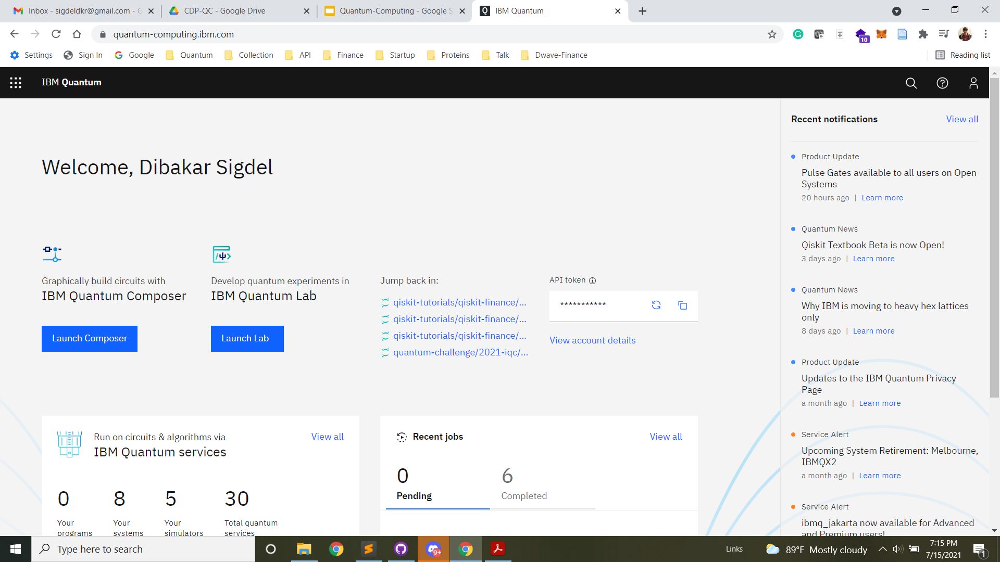 Inbox - sigdeldkr@gmail.com - G
CDP-QC - Google Drive
Quantum-Computing - Google S
IBM Quantum
quantum-computing.ibm.com
10
Settings
Sign In
Google
Quantum
Collection
API
Finance
Startup
Proteins
Talk
Dwave-Finance
Reading list
IBM Quantum
Welcome, Dibakar Sigdel
Graphically build circuits with
IBM Quantum Composer
Launch Composer
Develop quantum experiments in
IBM Quantum Lab
Launch Lab
Jump back in:
qiskit-tutorials/qiskit-finance/...
qiskit-tutorials/qiskit-finance/...
qiskit-tutorials/qiskit-finance/...
quantum-challenge/2021-iqc/...
API token
***********
View account details
Run on circuits & algorithms via
IBM Quantum services
View all
0
Your
programs
8
Your
systems
5
Your
simulators
30
Total quantum
services
Recent jobs
View all
0
Pending
6
Completed
Recent notifications
View all
Product Update
Pulse Gates available to all users on Open
Systems
20 hours ago | Learn more
Quantum News
Qiskit Textbook Beta is now Open!
3 days ago | Learn more
Quantum News
Why IBM is moving to heavy hex lattices
only
8 days ago | Learn more
Product Update
Updates to the IBM Quantum Privacy
Page
a month ago | Learn more
Service Alert
Upcoming System Retirement: Melbourne,
IBMQX2
a month ago | Learn more
Service Alert
ibmq_jakarta now available for Advanced
and Premium users!
Type here to search
9+
Links
89°F Mostly cloudy
7:15 PM
7/15/2021
1